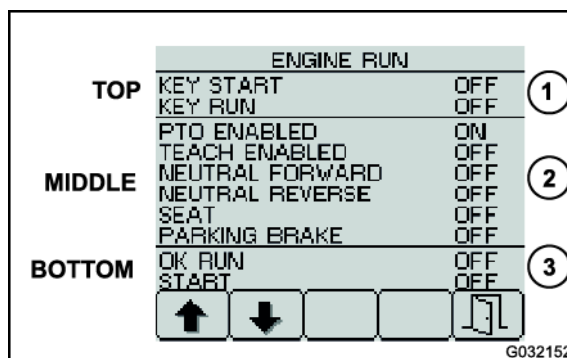 ENGINE RUN
TOP KEY START OFF 1
KEY RUN OFF
PTO ENABLED ON
TEACH ENABLED OFF
NEUTRAL FORWARD OFF
MIDDLE NEUTRAL REVERSE OFF 2
SEAT OFF
PARKING BRAKE OFF
BOTTOM OK RUN OFF 3
START OFF
G032152